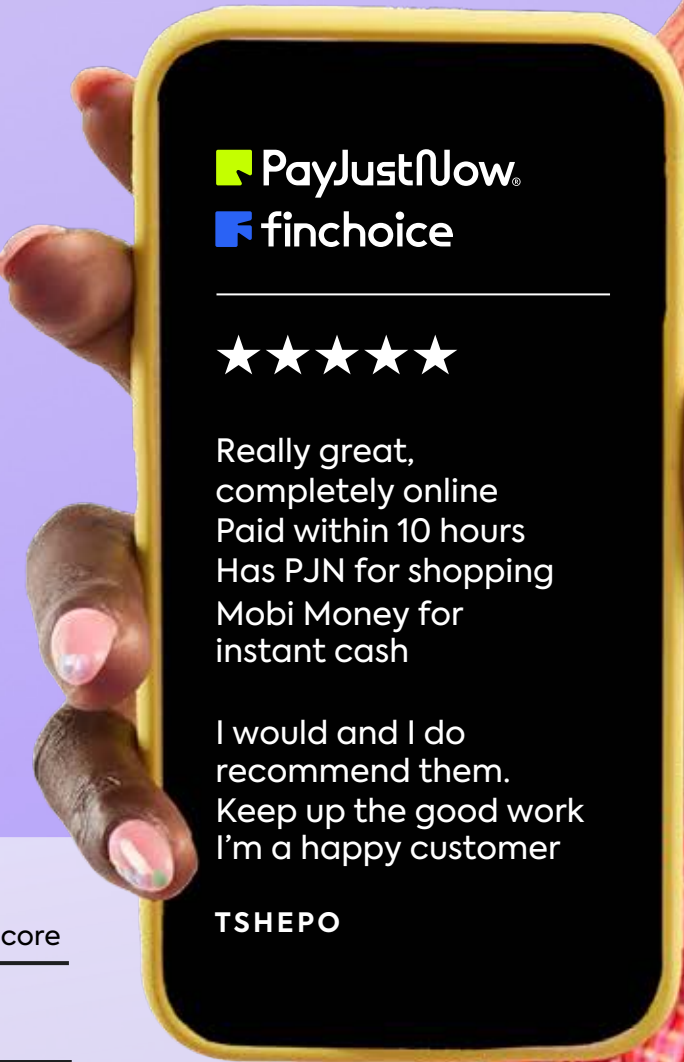 PayJustNow®
finchoice
★★★★★
Really great,
completely online
Paid within 10 hours
Has PJN for shopping
Mobi Money for
instant cash
I would and I do
recommend them.
Keep up the good work
I’m a happy customer
TSHEPO
core